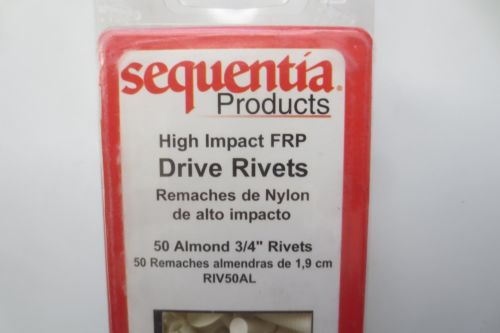 sequentia®
Products
High Impact FRP
Drive Rivets
Remaches de Nylon
de alto impacto
50 Almond 3/4" Rivets
50 Remaches almendras de 1,9 cm
RIV50AL